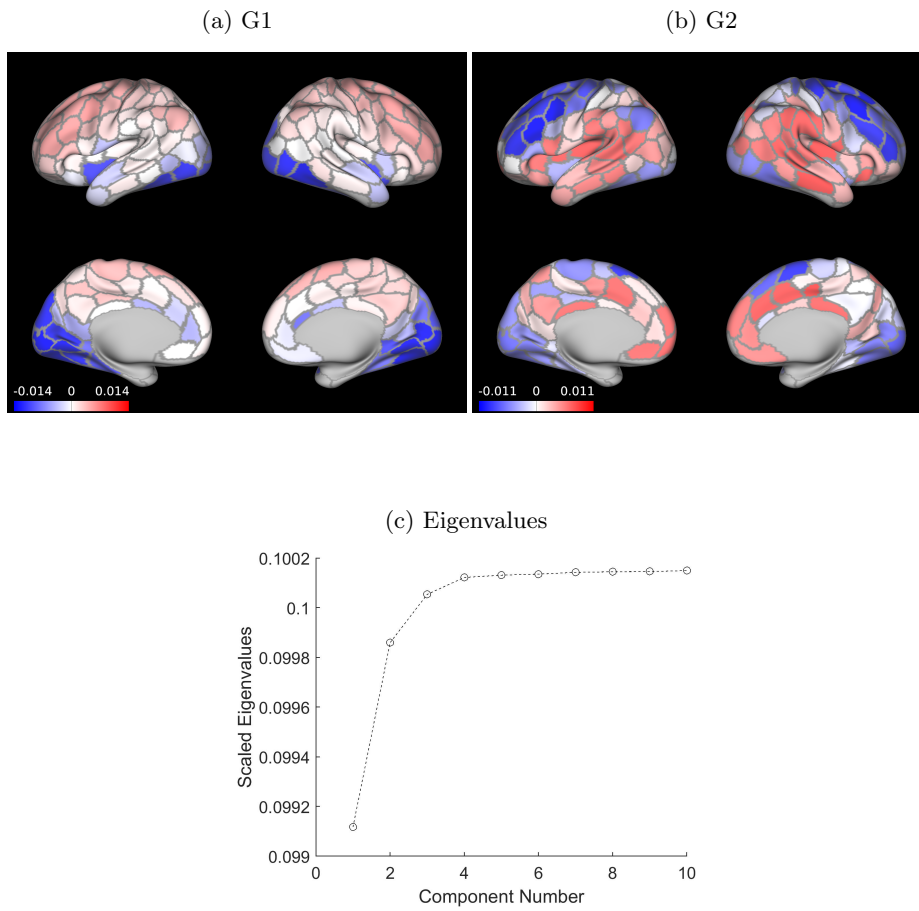 (a) G1
(b) G2
-0.014 0 0.014
-0.011 0 0.011
(c) Eigenvalues
0.1002
0.1
0.0998
0.0996
0.0994
0.0992
0.099
Scaled Eigenvalues
0 2 4 6 8 10
Component Number